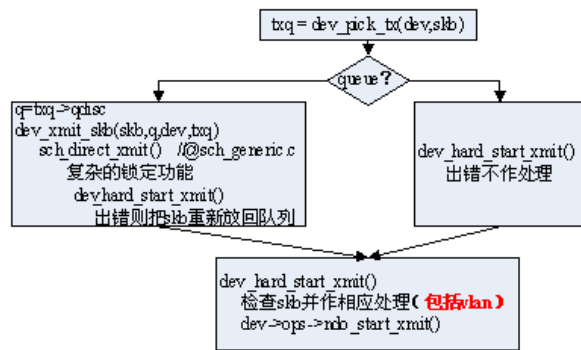 txq = dev_pick_tx(dev,skb)
queue？
q=txq->qdisc
dev_xmit_skb(skb,q,dev,txq)
sch_direct_xmit() //@sch_generic.c
复杂的锁定功能
devhard_start_xmit()
出错则把skb重新放回队列
dev_hard_start_xmit()
出错不作处理
dev_hard_start_xmit()
检查skb并作相应处理（包括vlan）
dev->ops->ndo_start_xmit()